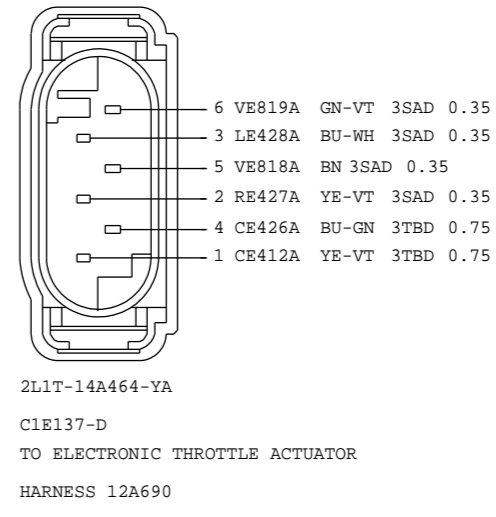 6 VE819A GN-VT 3SAD 0.35
3 LE428A BU-WH 3SAD 0.35
5 VE818A BN 3SAD 0.35
2 RE427A YE-VT 3SAD 0.35
4 CE426A BU-GN 3TBD 0.75
1 CE412A YE-VT 3TBD 0.75
2L1T-14A464-YA
C1E137-D
TO ELECTRONIC THROTTLE ACTUATOR
HARNESS 12A690